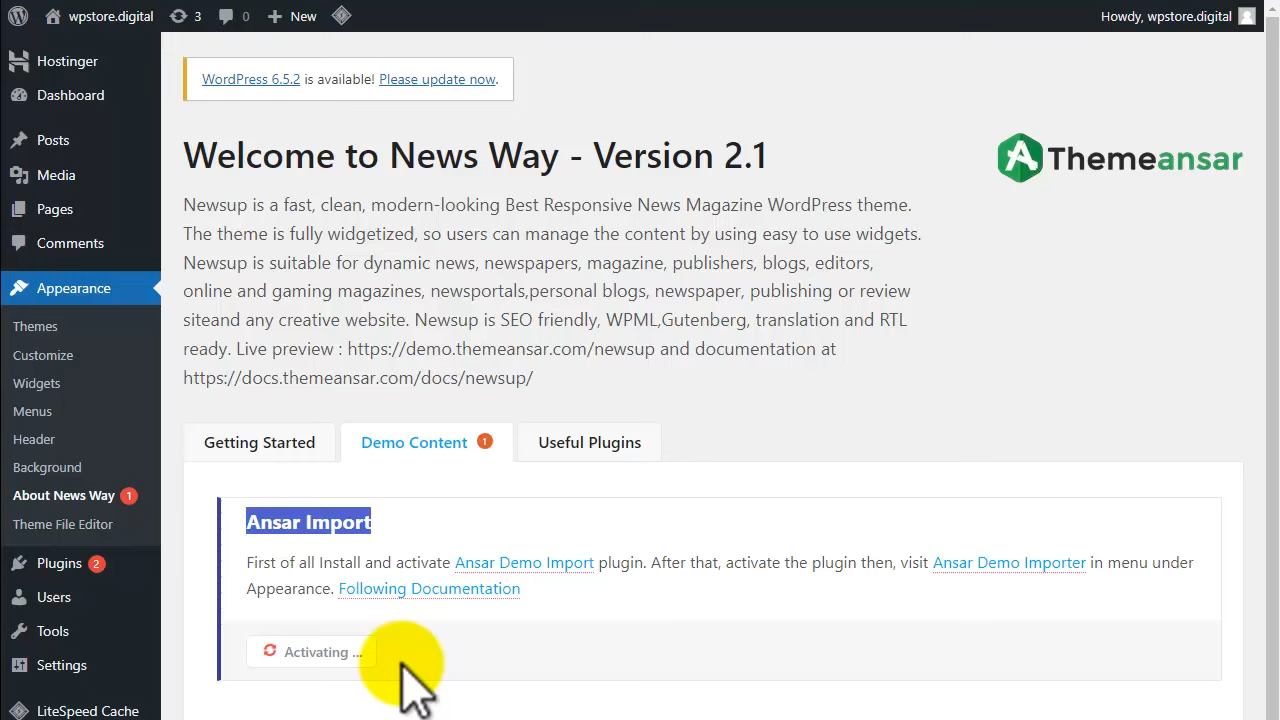 wpstore.digital 3 0 New Howdy, wpstore.digital
Hostinger
Dashboard
Posts
Media
Pages
Comments
Appearance
Themes
Customize
Widgets
Menus
Header
Background
About News Way 1
Theme File Editor
Plugins 2
Users
Tools
Settings
LiteSpeed Cache
WordPress 6.5.2 is available! Please update now.
Welcome to News Way - Version 2.1
Themeansar
Newsup is a fast, clean, modern-looking Best Responsive News Magazine WordPress theme.
The theme is fully widgetized, so users can manage the content by using easy to use widgets.
Newsup is suitable for dynamic news, newspapers, magazine, publishers, blogs, editors,
online and gaming magazines, newsportals,personal blogs, newspaper, publishing or review
siteand any creative website. Newsup is SEO friendly, WPML,Gutenberg, translation and RTL
ready. Live preview : https://demo.themeansar.com/newsup and documentation at
https://docs.themeansar.com/docs/newsup/
Getting Started Demo Content 1 Useful Plugins
Ansar Import
First of all Install and activate Ansar Demo Import plugin. After that, activate the plugin then, visit Ansar Demo Importer in menu under
Appearance. Following Documentation
Activating ...